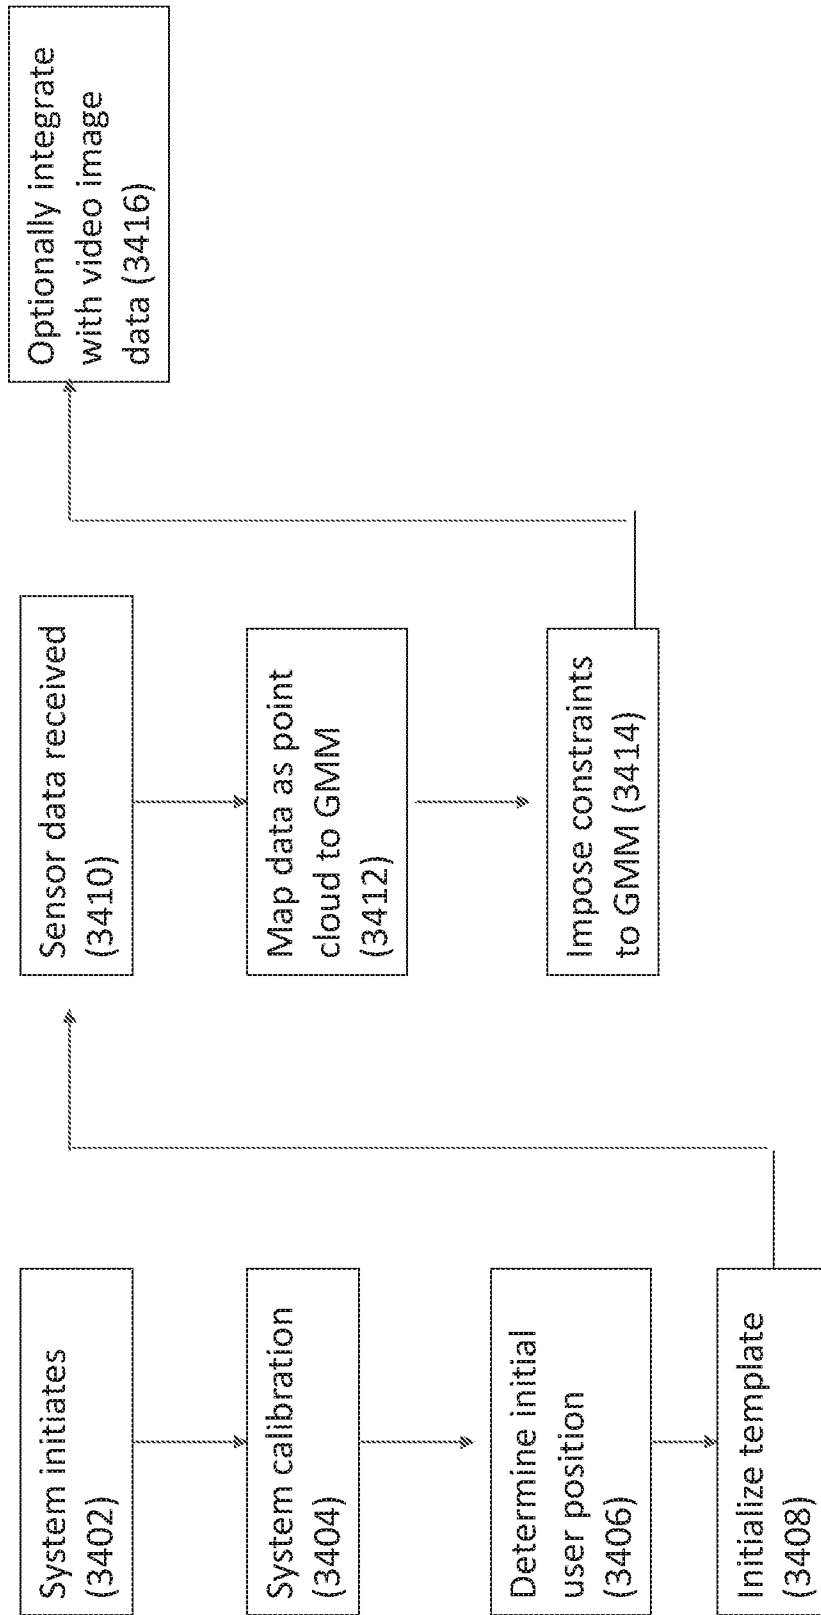 System initiates
(3402)
System calibration
(3404)
Determine initial
user position
(3406)
Initialize template
(3408)
Sensor data received
(3410)
Map data as point
cloud to GMM
(3412)
Impose constraints
to GMM (3414)
Optionally integrate
with video image
data (3416)